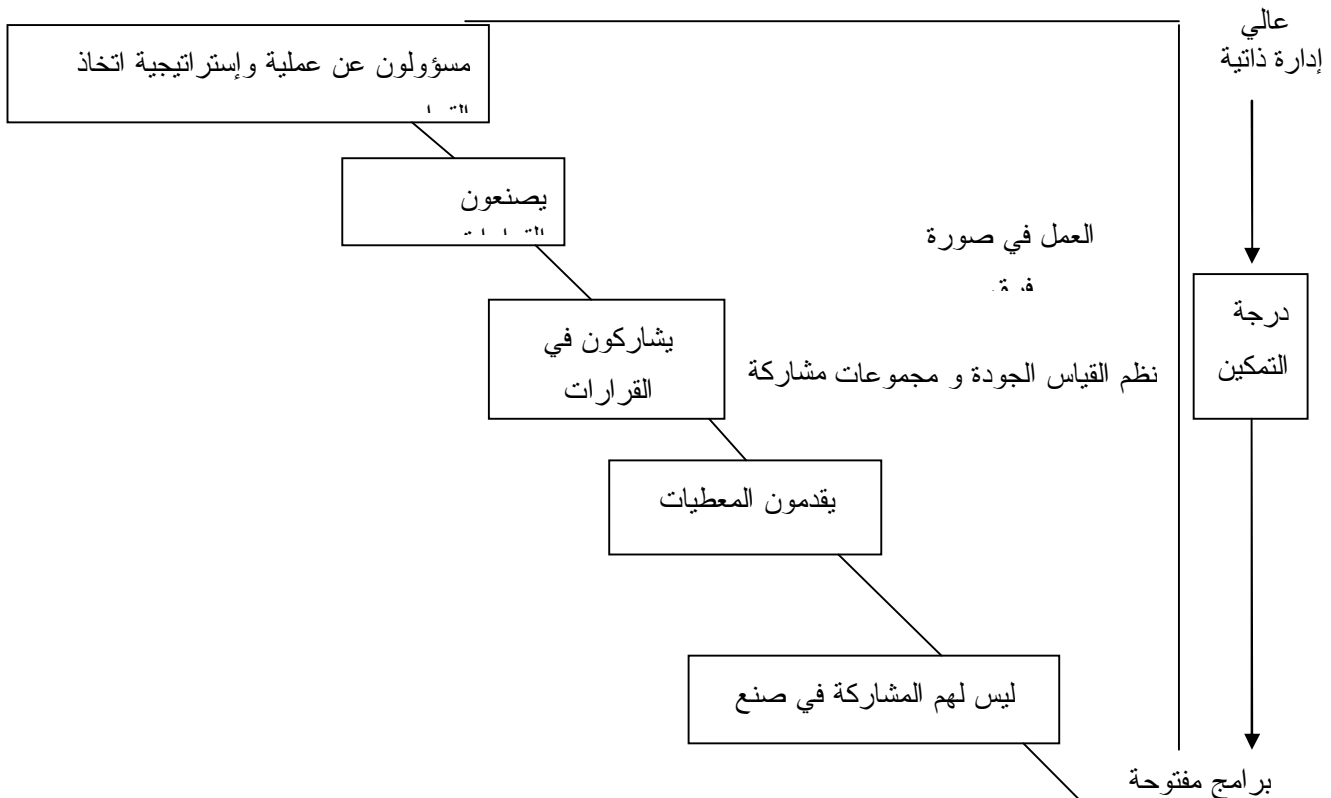 عالي
إدارة ذاتية
مسؤولون عن عملية وإستراتيجية اتخاذ
يصنعون
العمل في صورة
درجة
التمكين
يشاركون في
القرارات
نظم القياس الجودة و مجموعات مشاركة
يقدمون المعطيات
ليس لهم المشاركة في صنع
برامج مفتوحة